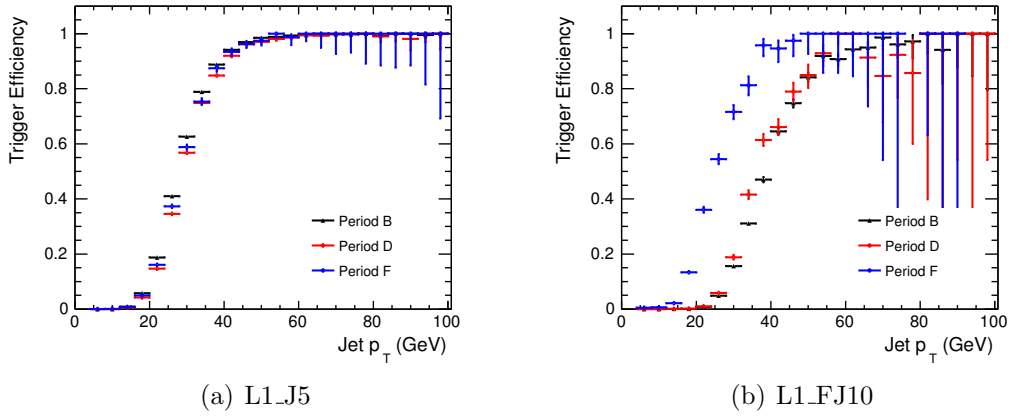 Trigger Efficiency
1
0.8
0.6
0.4
0.2
0
0 20 40 60 80 100
Jet p_T (GeV)
Period B
Period D
Period F
(a) L1_J5
Trigger Efficiency
1
0.8
0.6
0.4
0.2
0
0 20 40 60 80 100
Jet p_T (GeV)
Period B
Period D
Period F
(b) L1_FJ10